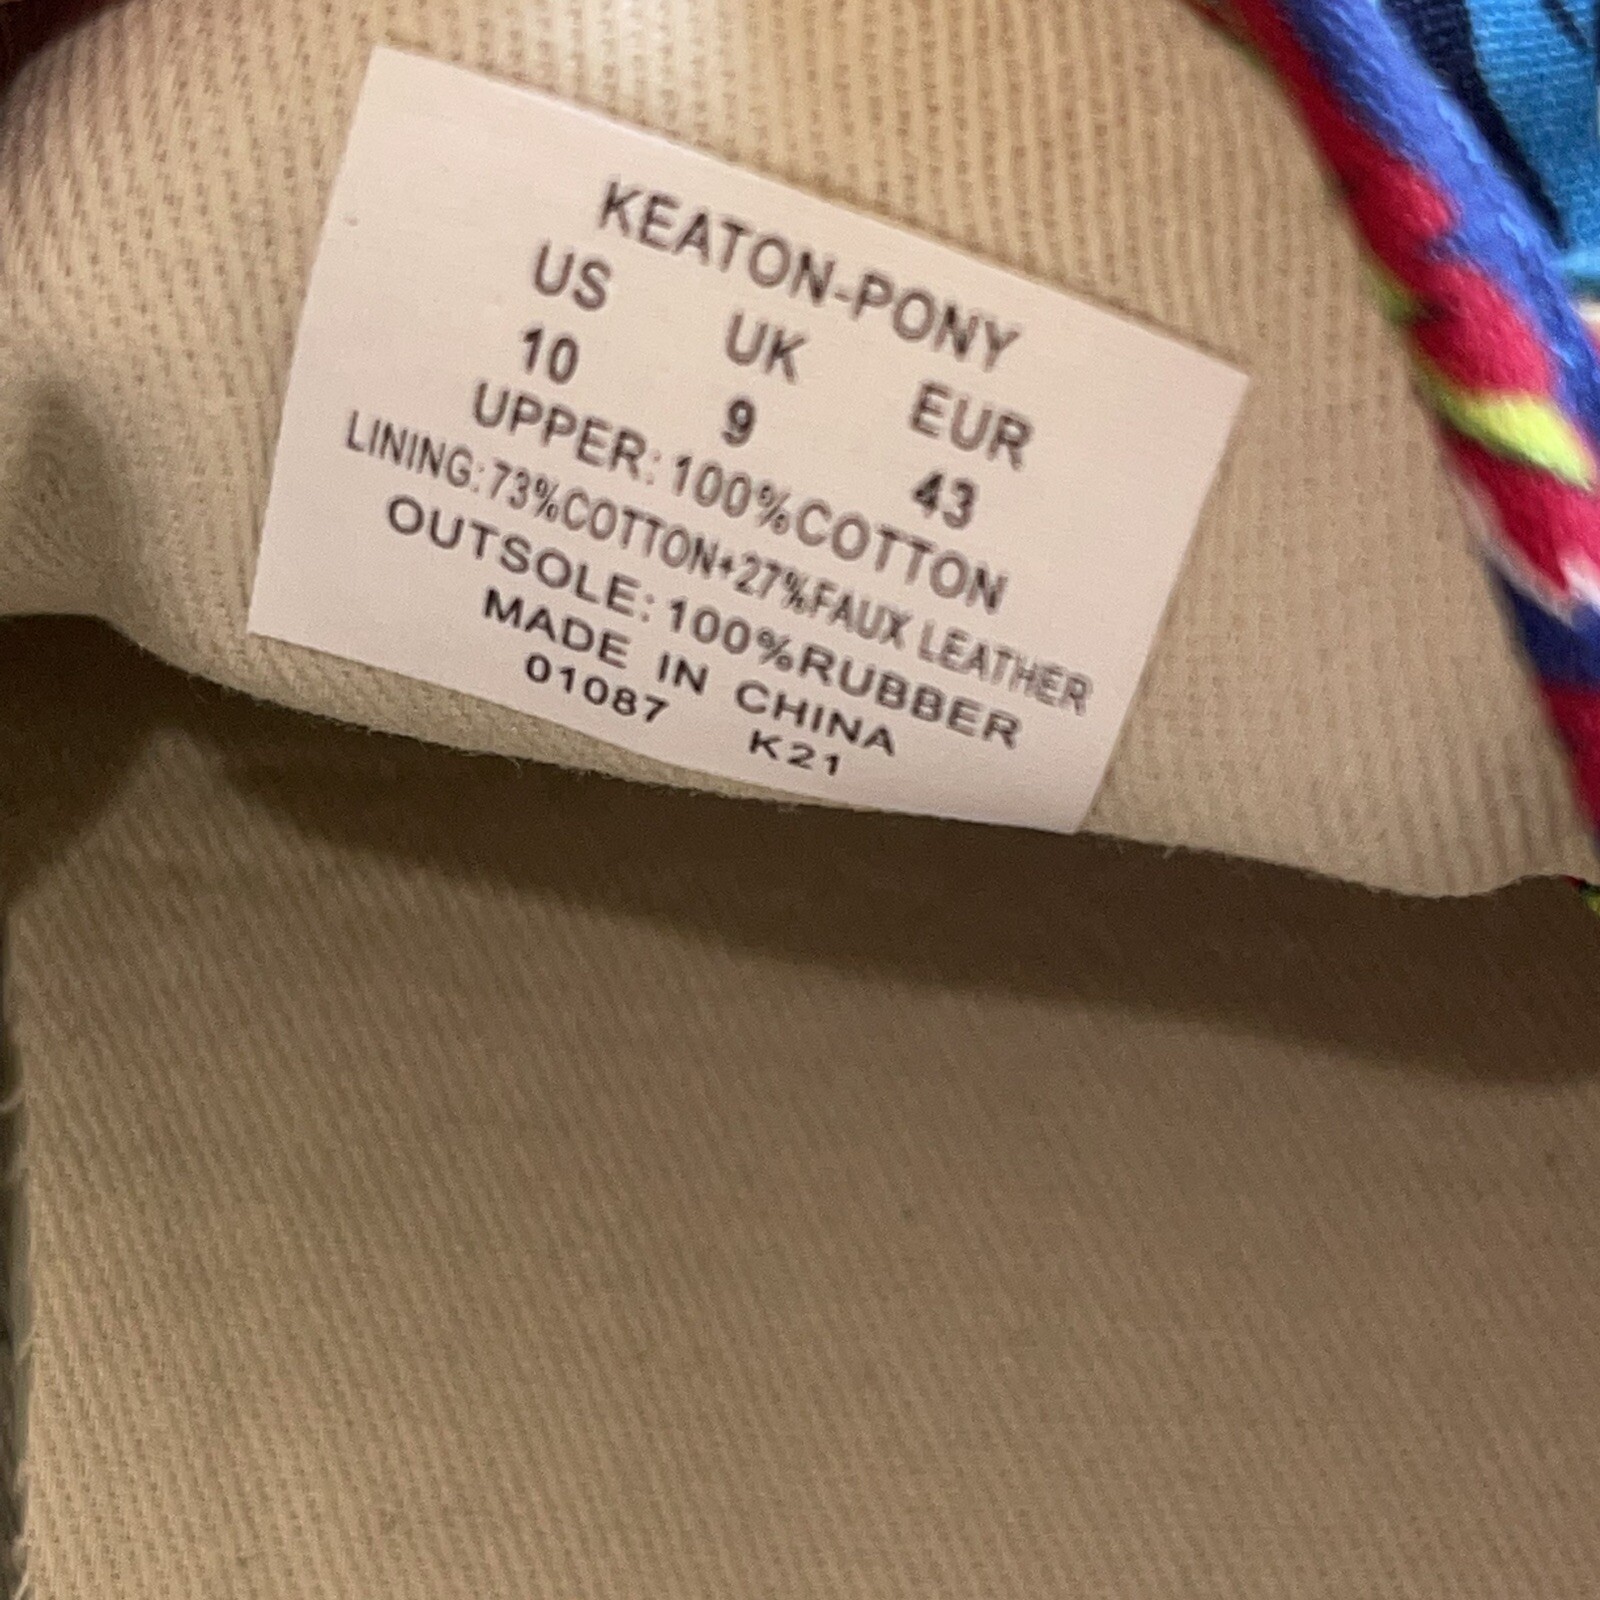 KEATON-PONY
US UK EUR
10 9 43
UPPER: 100%COTTON
LINING: 73%COTTON+27%FAUX LEATHER
OUTSOLE: 100%RUBBER
MADE IN CHINA
01087 K21